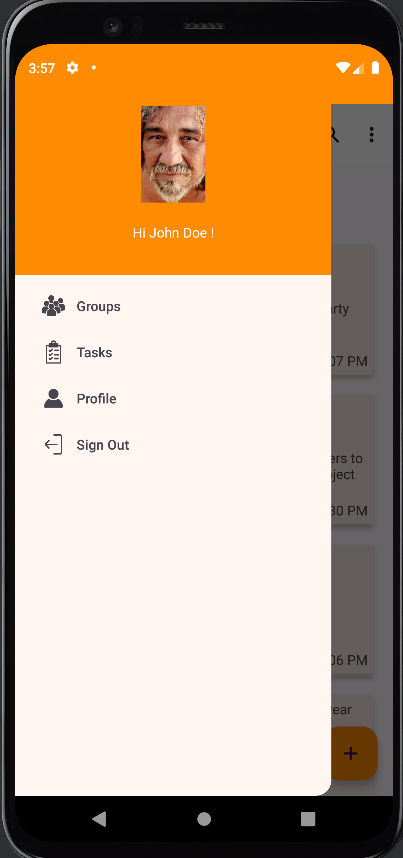 3:57
Hi John Doe !
Groups
Tasks
Profile
Sign Out
arty
07 PM
ers to
ject
30 PM
06 PM
year